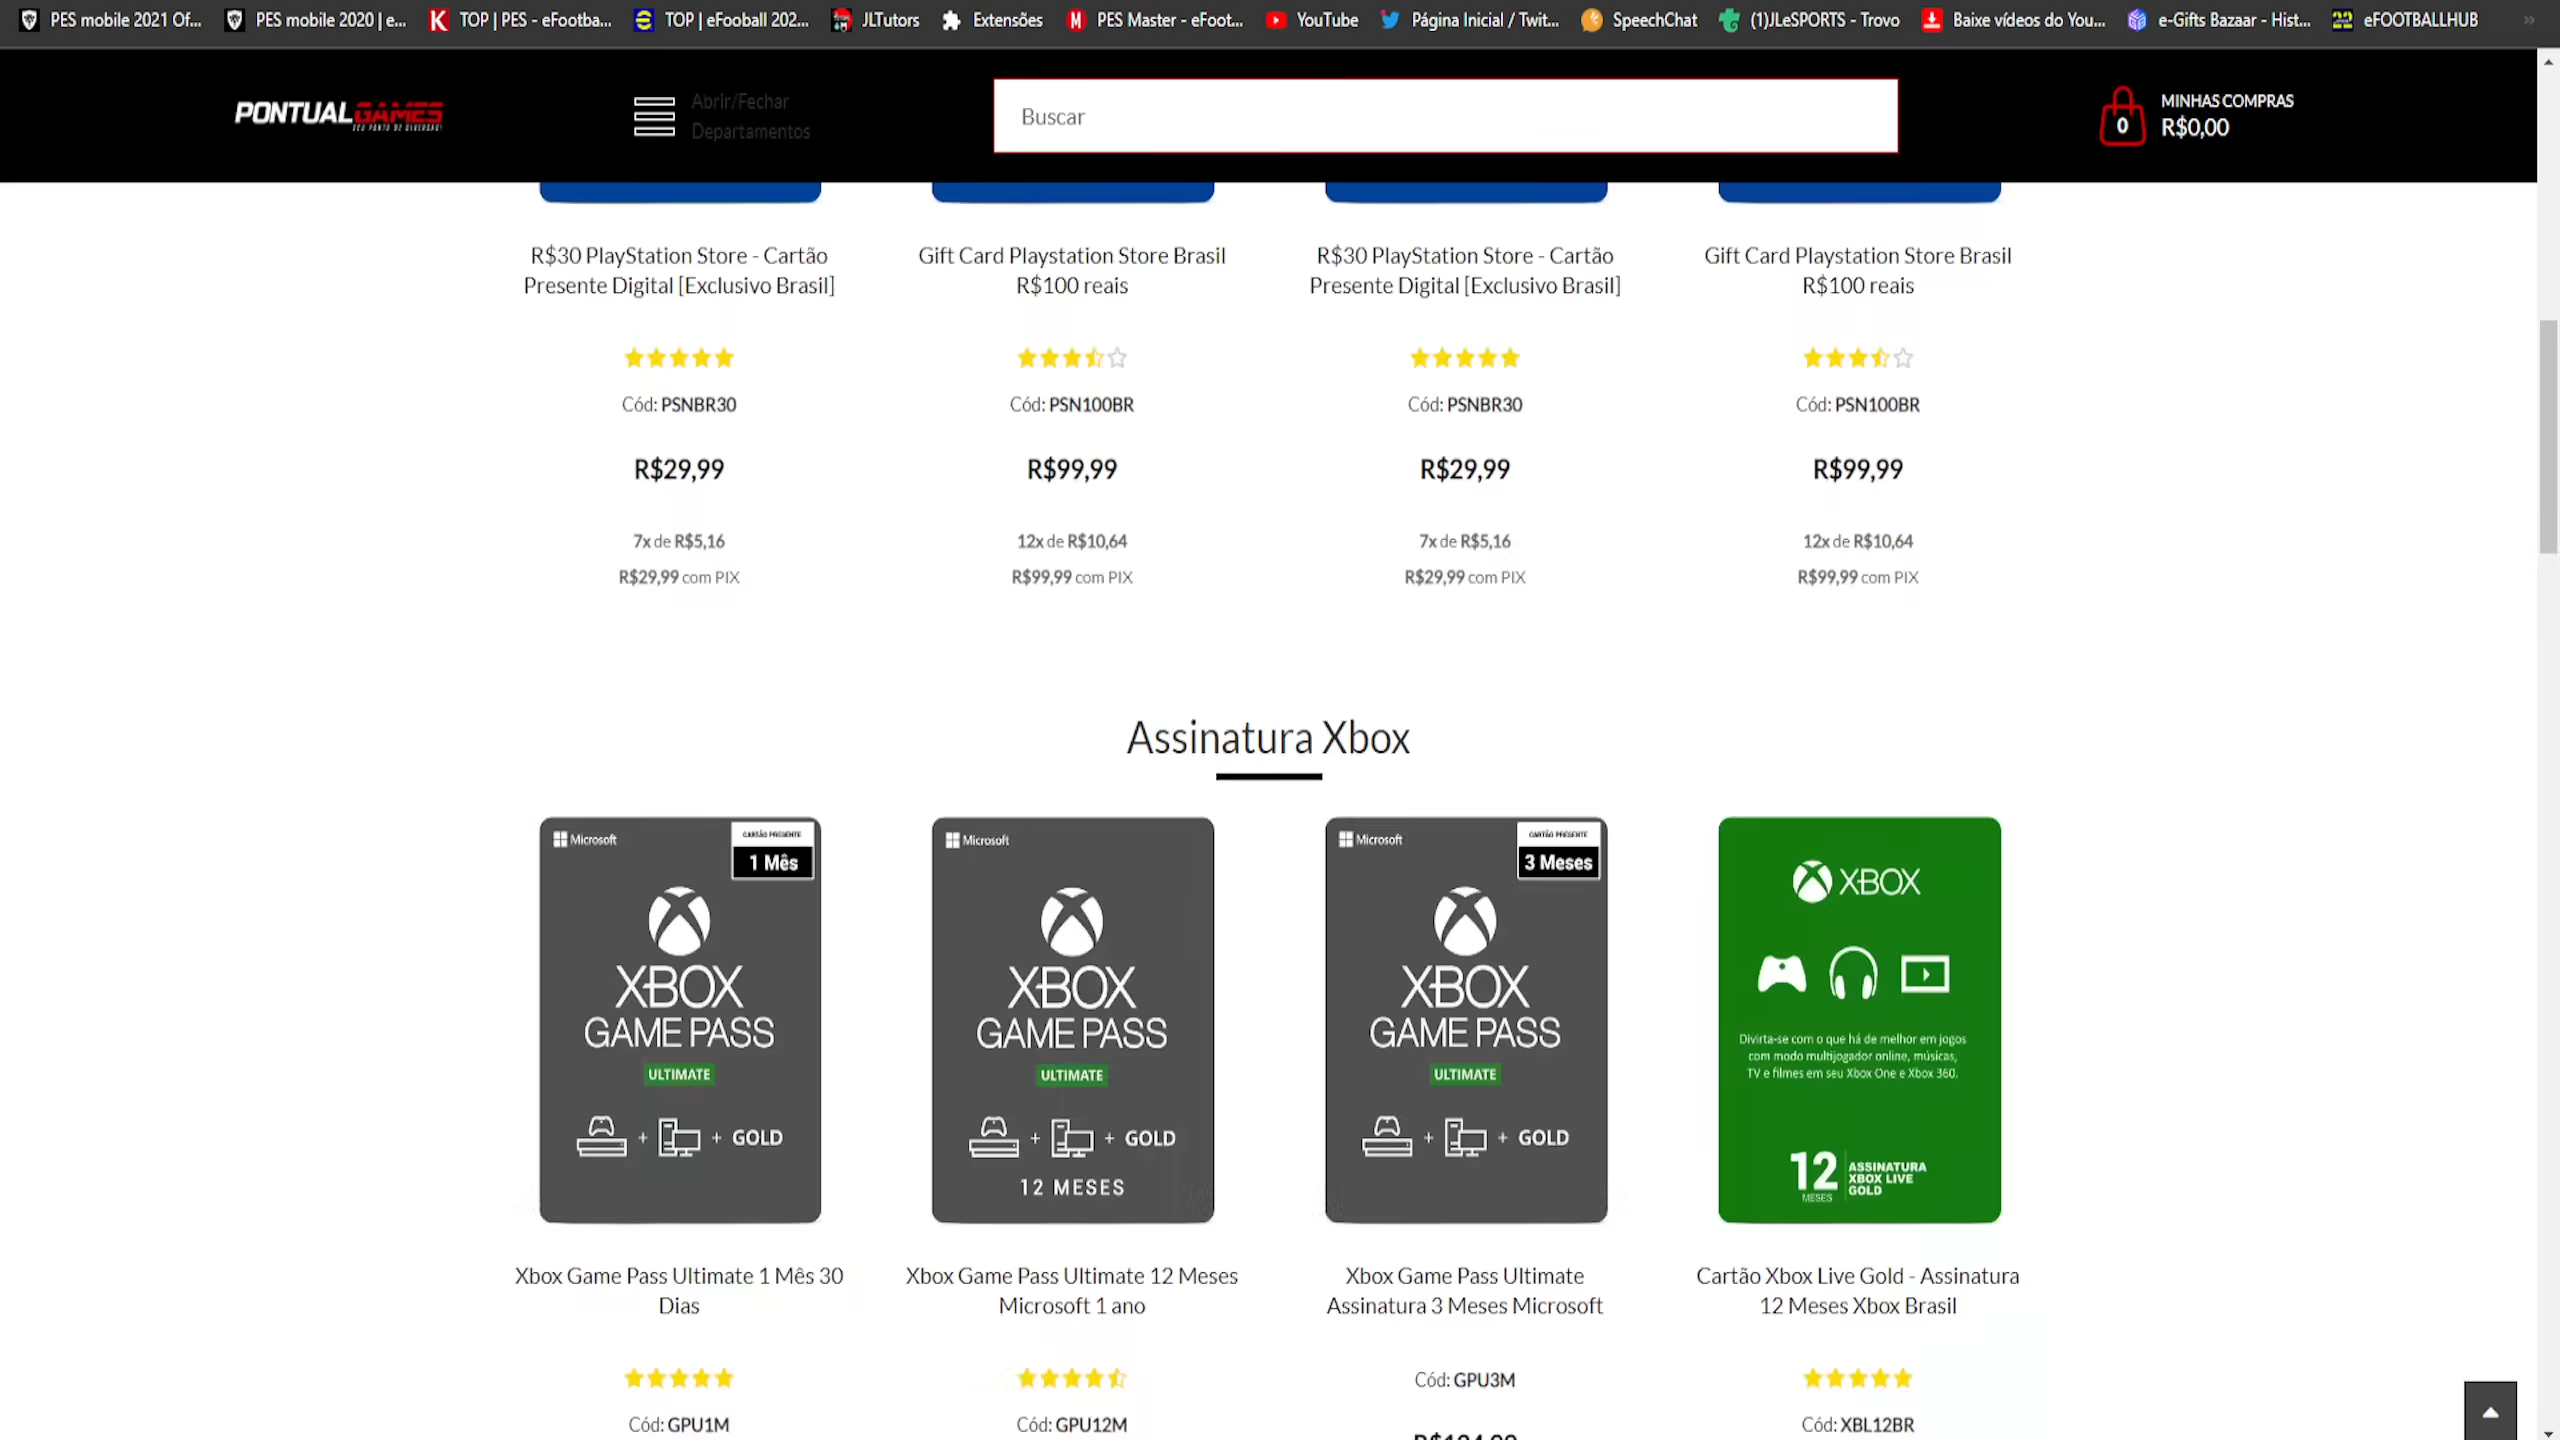 PES mobile 2021 Of...
PES mobile 2020 | e...
TOP | PES - eFootba...
TOP | eFooball 202...
JLTutors
Extensões
PES Master - eFoot...
YouTube
Página Inicial / Twit...
SpeechChat
(1)JLeSPORTS - Trovo
Baixe vídeos do You...
e-Gifts Bazaar - Hist...
eFOOTBALLHUB
PONTUALGAMES
SEU PONTO DE DIVERSÃO!
Abrir/Fechar
Departamentos
Buscar
0
MINHAS COMPRAS
R$0,00
R$30 PlayStation Store - Cartão
Presente Digital [Exclusivo Brasil]
Cód: PSNBR30
R$29,99
7x de R$5,16
R$29,99 com PIX
Gift Card Playstation Store Brasil
R$100 reais
Cód: PSN100BR
R$99,99
12x de R$10,64
R$99,99 com PIX
R$30 PlayStation Store - Cartão
Presente Digital [Exclusivo Brasil]
Cód: PSNBR30
R$29,99
7x de R$5,16
R$29,99 com PIX
Gift Card Playstation Store Brasil
R$100 reais
Cód: PSN100BR
R$99,99
12x de R$10,64
R$99,99 com PIX
Assinatura Xbox
Microsoft
CARTÃO PRESENTE
1 Mês
XBOX
GAME PASS
ULTIMATE
+ + GOLD
Xbox Game Pass Ultimate 1 Mês 30
Dias
Cód: GPU1M
Microsoft
XBOX
GAME PASS
ULTIMATE
+ + GOLD
12 MESES
Xbox Game Pass Ultimate 12 Meses
Microsoft 1 ano
Cód: GPU12M
Microsoft
CARTÃO PRESENTE
3 Meses
XBOX
GAME PASS
ULTIMATE
+ + GOLD
Xbox Game Pass Ultimate
Assinatura 3 Meses Microsoft
Cód: GPU3M
XBOX
Divirta-se com o que há de melhor em jogos
com modo multijogador online, músicas,
TV e filmes em seu Xbox One e Xbox 360.
12
MESES
ASSINATURA
XBOX LIVE
GOLD
Cartão Xbox Live Gold - Assinatura
12 Meses Xbox Brasil
Cód: XBL12BR